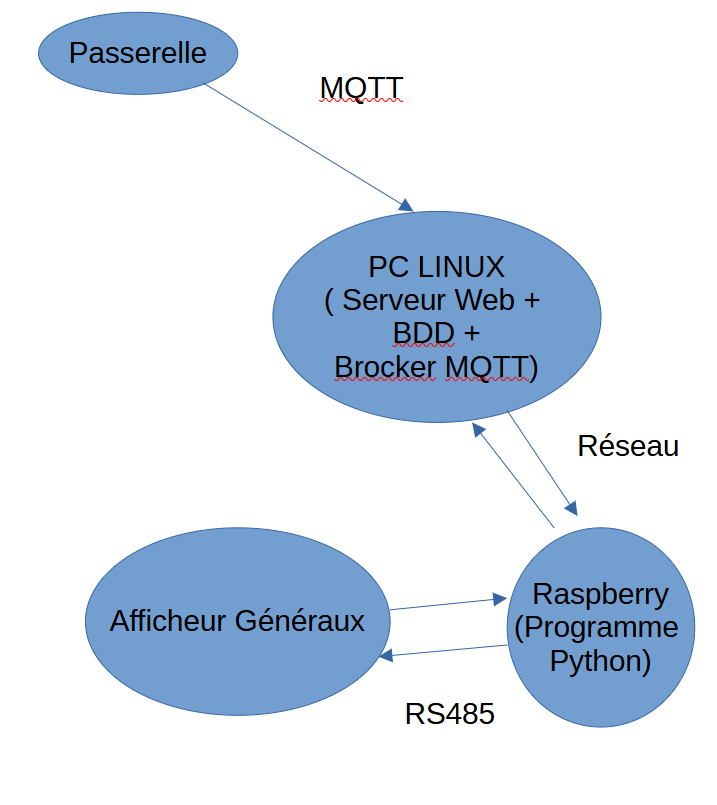 Passerelle
MQTT
PC LINUX
( Serveur Web +
BDD +
Brocker MQTT)
Réseau
Afficheur Généraux
Raspberry
(Programme
Python)
RS485